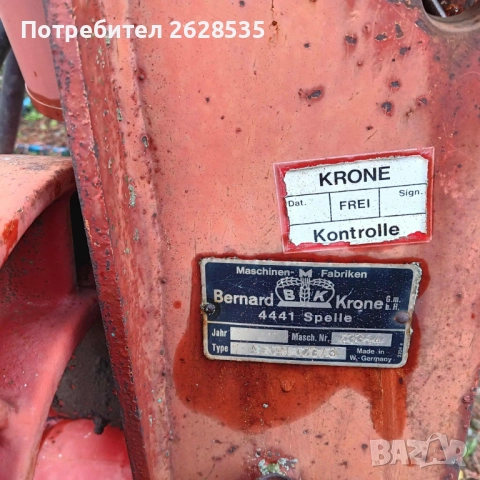 Потребител 2628535
KRONE
Dat. FREI Sign.
Kontrolle
Maschinen- Fabriken
Bernard BK Krone G.m.b.H.
4441 Spelle
Jahr Masch. Nr.
Type Made in W.-Germany
BAZAR